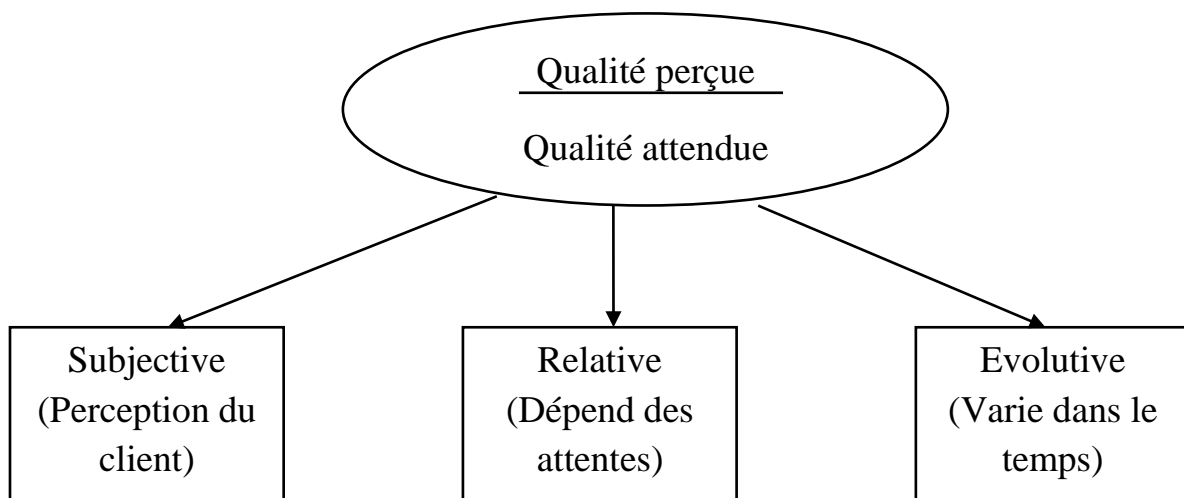 Qualité perçue
Qualité attendue
Subjective
(Perception du
client)
Relative
(Dépend des
attentes)
Evolutive
(Varie dans le
temps)